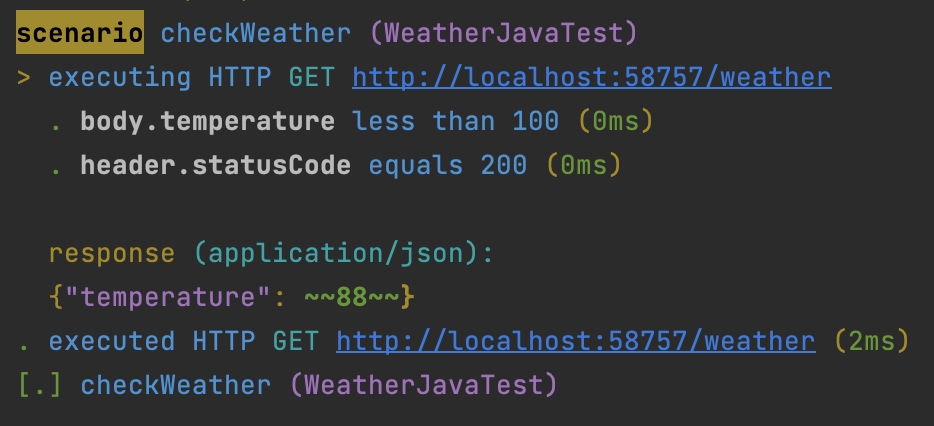 scenario checkWeather (WeatherJavaTest)
> executing HTTP GET http://localhost:58757/weather
. body.temperature less than 100 (0ms)
. header.statusCode equals 200 (0ms)
response (application/json):
{"temperature": ~~88~~}
. executed HTTP GET http://localhost:58757/weather (2ms)
[.] checkWeather (WeatherJavaTest)